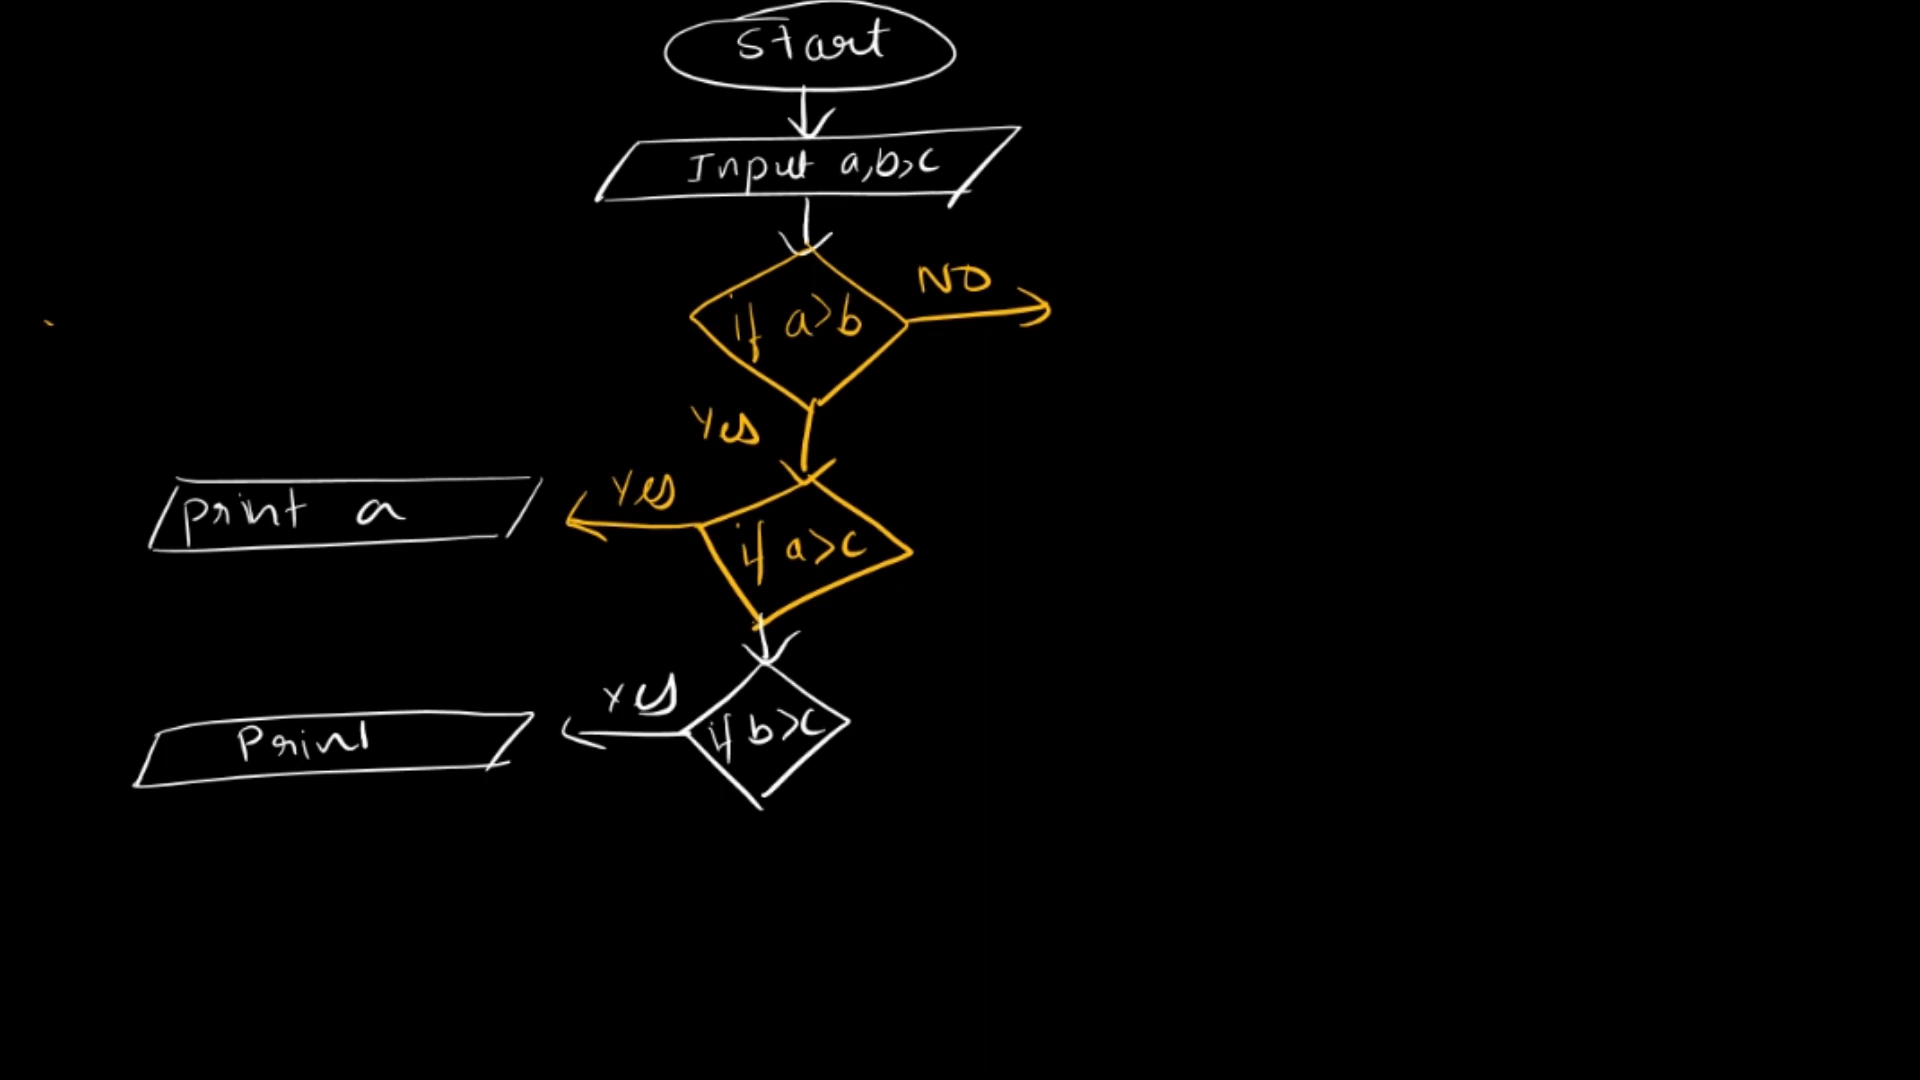 Start
Input a,b,c
if a>b
NO
Yes
Yes
if a>c
print a
Yes
if b>c
Print